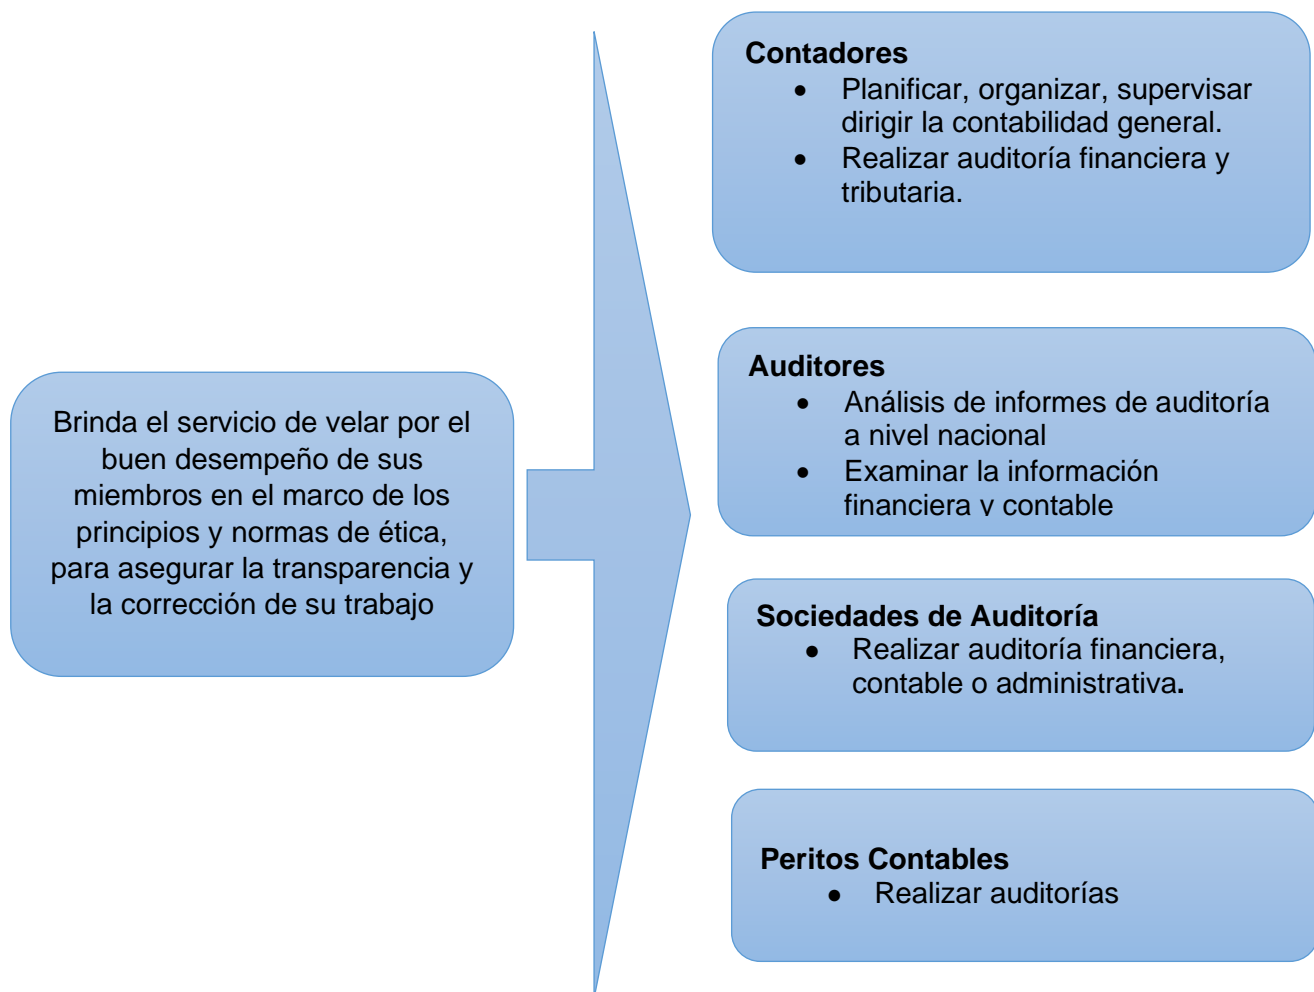 Brinda el servicio de velar por el
buen desempeño de sus
miembros en el marco de los
principios y normas de ética,
para asegurar la transparencia y
la corrección de su trabajo
Contadores
• Planificar, organizar, supervisar
dirigir la contabilidad general.
• Realizar auditoría financiera y
tributaria.
Auditores
• Análisis de informes de auditoría
a nivel nacional
• Examinar la información
financiera y contable
Sociedades de Auditoría
• Realizar auditoría financiera,
contable o administrativa.
Peritos Contables
• Realizar auditorías